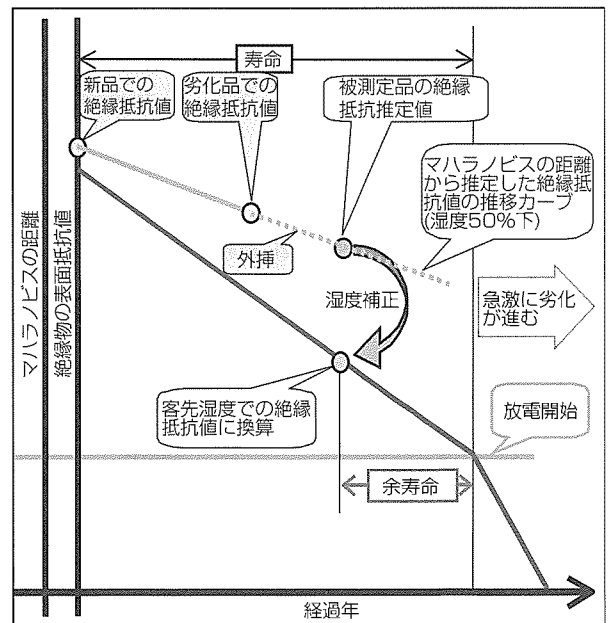 寿命
新品での
絶縁抵抗値
劣化品での
絶縁抵抗値
被測定品の絶縁
抵抗推定値
マハラノビスの距離
から推定した絶縁抵
抗値の推移カーブ
(湿度50%下)
外挿
湿度補正
急激に劣化
が進む
マハラノビスの距離
絶縁物の表面抵抗値
客先湿度での絶縁
抵抗値に換算
放電開始
余寿命
経過年